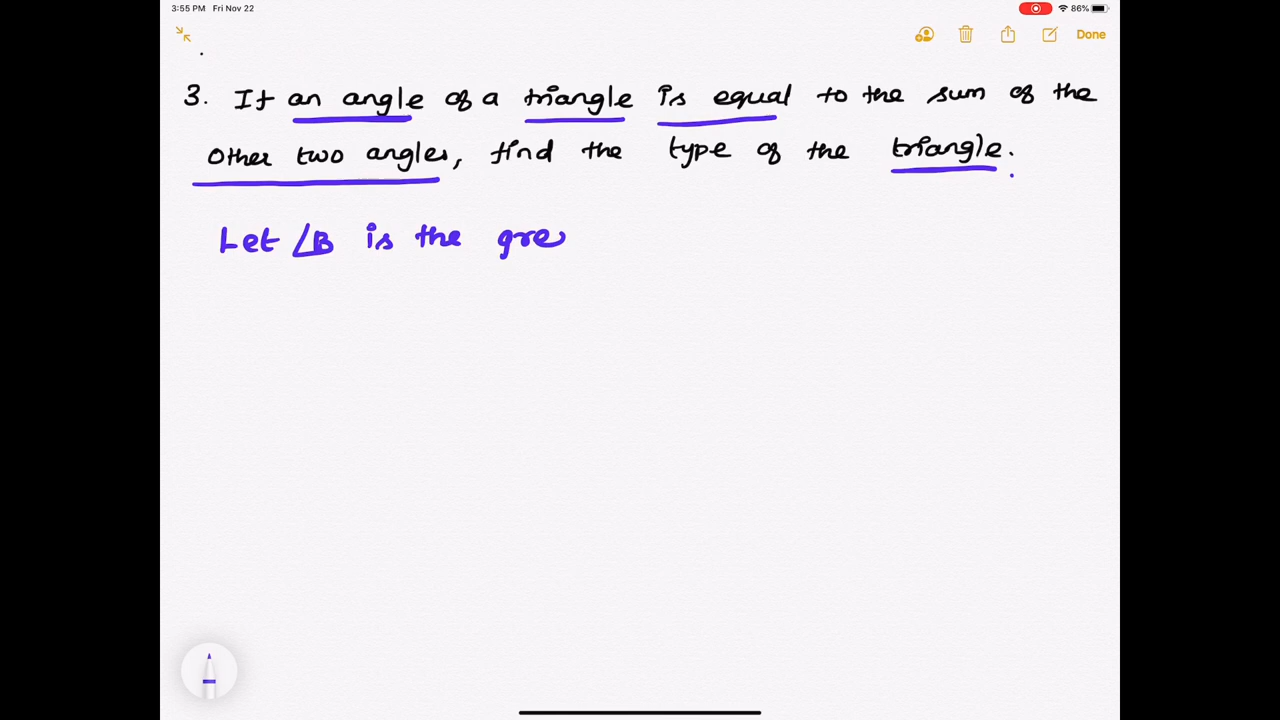 3:55 PM Fri Nov 22
86%
Done
3. If an angle of a triangle is equal to the sum of the
other two angles, find the type of the triangle.
Let ∠B is the gre